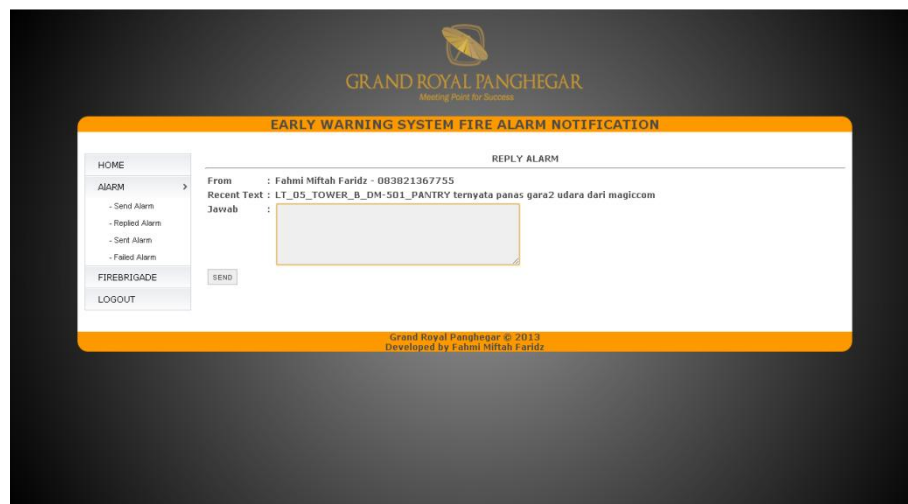 GRAND ROYAL PANGHEGAR
Meeting Point for Success
EARLY WARNING SYSTEM FIRE ALARM NOTIFICATION
HOME
AlARM >
- Send Alarm
- Replied Alarm
- Sent Alarm
- Failed Alarm
FIREBRIGADE
LOGOUT
REPLY ALARM
From : Fahmi Miftah Faridz - 083821367755
Recent Text : LT_05_TOWER_B_DM-501_PANTRY ternyata panas gara2 udara dari magiccom
Jawab :
SEND
Grand Royal Panghegar © 2013
Developed by Fahmi Miftah Faridz